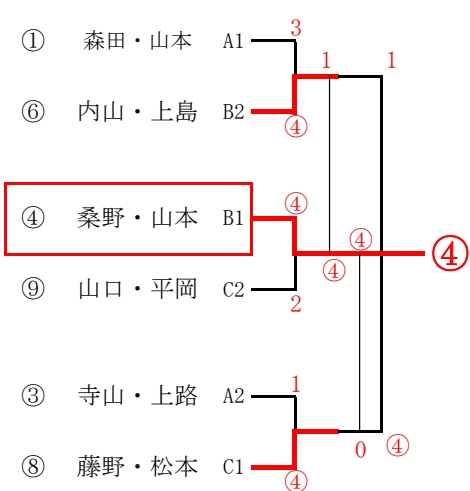 3
① 森田・山本 A1
1 1
⑥ 内山・上島 B2
④
④
④ 桑野・山本 B1
④ ④
④
⑨ 山口・平岡 C2
2
1
③ 寺山・上路 A2
0 ④
⑧ 藤野・松本 C1
④